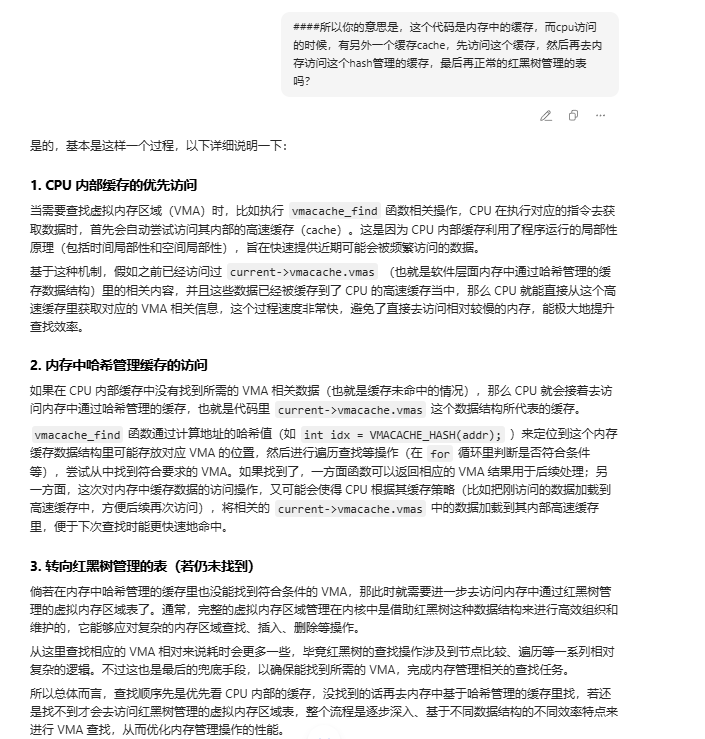 ####所以你的意思是，这个代码是内存中的缓存，而cpu访问
的时候，有另外一个缓存cache，先访问这个缓存，然后再去内
存访问这个hash管理的缓存，最后再正常的红黑树管理的表
吗?
是的，基本是这样一个过程，以下详细说明一下：
1. CPU 内部缓存的优先访问
当需要查找虚拟内存区域（VMA）时，比如执行 vmacache_find 函数相关操作，CPU 在执行对应的指令去获
取数据时，首先会自动尝试访问其内部的高速缓存（cache）。这是因为 CPU 内部缓存利用了程序运行的局部性
原理（包括时间局部性和空间局部性），旨在快速提供近期可能会被频繁访问的数据。
基于这种机制，假如之前已经访问过 current->vmacache.vmas （也就是软件层面内存中通过哈希管理的缓
存数据结构）里的相关内容，并且这些数据已经被缓存到了 CPU 的高速缓存当中，那么 CPU 就能直接从这个高
速缓存里获取对应的 VMA 相关信息，这个过程速度非常快，避免了直接去访问相对较慢的内存，能极大地提升
查找效率。
2. 内存中哈希管理缓存的访问
如果在 CPU 内部缓存中没有找到所需的 VMA 相关数据（也就是缓存未命中的情况），那么 CPU 就会接着去访
问内存中通过哈希管理的缓存，也就是代码里 current->vmacache.vmas 这个数据结构所代表的缓存。
vmacache_find 函数通过计算地址的哈希值（如 int idx = VMACACHE_HASH(addr); ）来定位到这个内存
缓存数据结构里可能存放对应 VMA 的位置，然后进行遍历查找等操作（在 for 循环里判断是否符合条件
等），尝试从中找到符合要求的 VMA。如果找到了，一方面函数可以返回相应的 VMA 结果用于后续处理；另
一方面，这次对内存中缓存数据的访问操作，又可能会使得 CPU 根据其缓存策略（比如把刚访问的数据加载到
高速缓存中，方便后续再次访问），将相关的 current->vmacache.vmas 中的数据加载到其内部高速缓存
里，便于下次查找时能更快速地命中。
3. 转向红黑树管理的表（若仍未找到）
倘若在内存中哈希管理的缓存里也没能找到符合条件的 VMA，那此时就需要进一步去访问内存中通过红黑树管
理的虚拟内存区域表了。通常，完整的虚拟内存区域管理在内核中是借助红黑树这种数据结构来进行高效组织和
维护的，它能够应对复杂的内存区域查找、插入、删除等操作。
从这里查找相应的 VMA 相对来说耗时会更多一些，毕竟红黑树的查找操作涉及到节点比较、遍历等一系列相对
复杂的逻辑。不过这也是最后的兜底手段，以确保能找到所需的 VMA，完成内存管理相关的查找任务。
所以总体而言，查找顺序先是优先看 CPU 内部的缓存，没找到的话再去内存中基于哈希管理的缓存里找，若还
是找不到才会去访问红黑树管理的虚拟内存区域表，整个流程是逐步深入、基于不同数据结构的不同效率特点来
进行 VMA 查找，从而优化内存管理操作的性能。